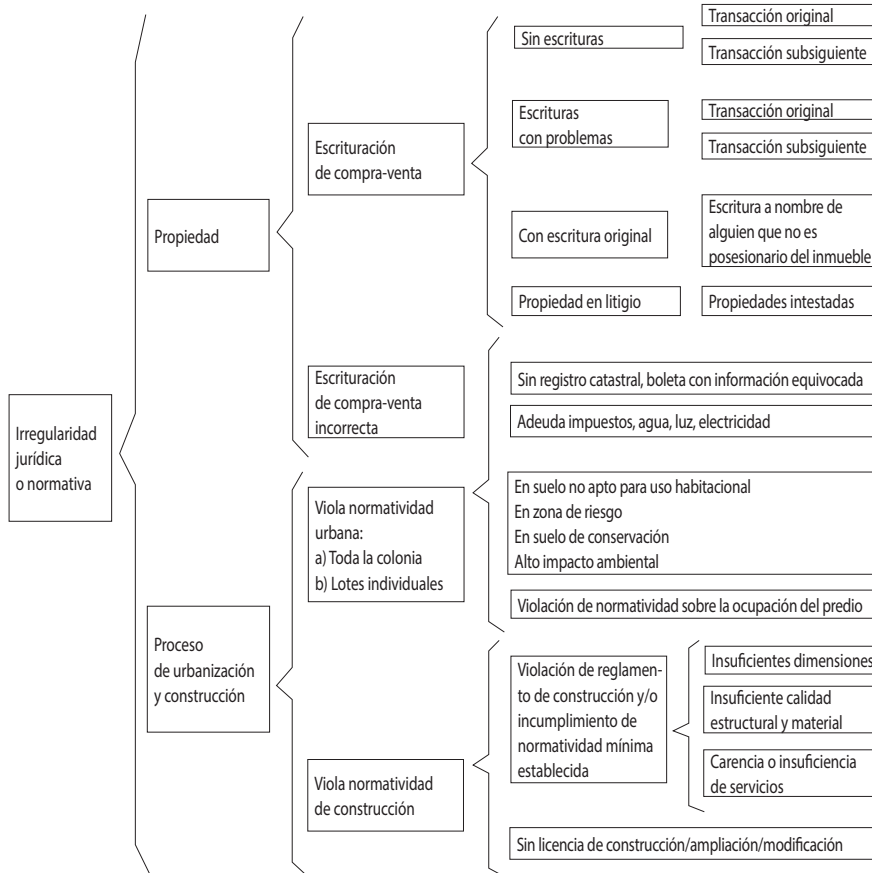 Irregularidad
jurídica
o normativa
Propiedad
Escrituración
de compra-venta
Sin escrituras
Transacción original
Transacción subsiguiente
Escrituras
con problemas
Transacción original
Transacción subsiguiente
Con escritura original
Escritura a nombre de
alguien que no es
posesionario del inmueble
Propiedad en litigio
Propiedades intestadas
Escrituración
de compra-venta
incorrecta
Sin registro catastral, boleta con información equivocada
Adeuda impuestos, agua, luz, electricidad
Proceso
de urbanización
y construcción
Viola normatividad
urbana:
a) Toda la colonia
b) Lotes individuales
En suelo no apto para uso habitacional
En zona de riesgo
En suelo de conservación
Alto impacto ambiental
Violación de normatividad sobre la ocupación del predio
Viola normatividad
de construcción
Violación de reglamen-
to de construcción y/o
incumplimiento de
normatividad mínima
establecida
Insuficientes dimensiones
Insuficiente calidad
estructural y material
Carencia o insuficiencia
de servicios
Sin licencia de construcción/ampliación/modificación